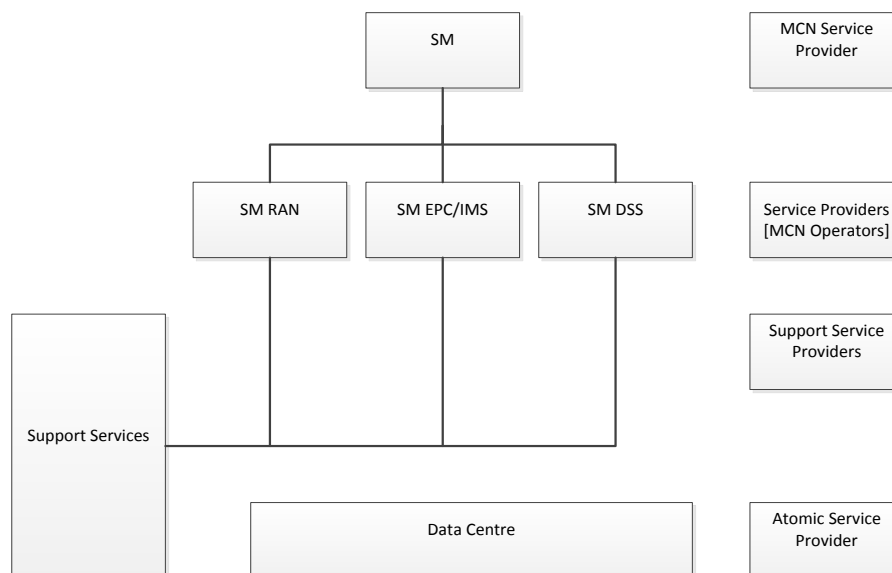 SM
MCN Service
Provider
SM RAN
SM EPC/IMS
SM DSS
Service Providers
[MCN Operators]
Support Service
Providers
Support Services
Data Centre
Atomic Service
Provider